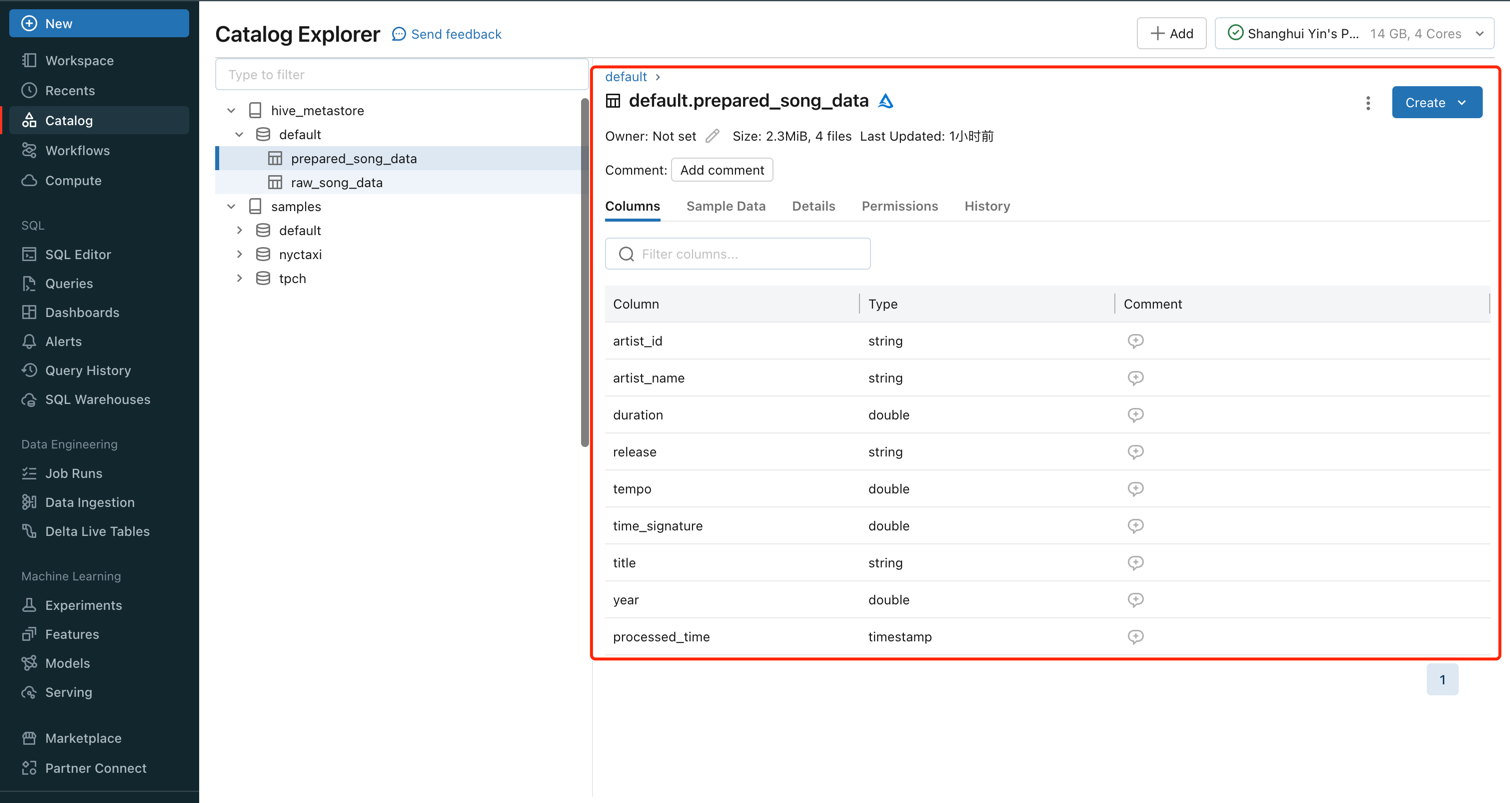 New
Workspace
Recents
Catalog
Workflows
Compute
SQL
SQL Editor
Queries
Dashboards
Alerts
Query History
SQL Warehouses
Data Engineering
Job Runs
Data Ingestion
Delta Live Tables
Machine Learning
Experiments
Features
Models
Serving
Marketplace
Partner Connect
Catalog Explorer Send feedback
Add Shanghui Yin's P... 14 GB, 4 Cores
Type to filter
hive_metastore
default
prepared_song_data
raw_song_data
samples
default
nyctaxi
tpch
default
default.prepared_song_data
Create
Owner: Not set Size: 2.3MiB, 4 files Last Updated: 1小时前
Comment: Add comment
Columns Sample Data Details Permissions History
Filter columns...
Column Type Comment
artist_id string
artist_name string
duration double
release string
tempo double
time_signature double
title string
year double
processed_time timestamp
1